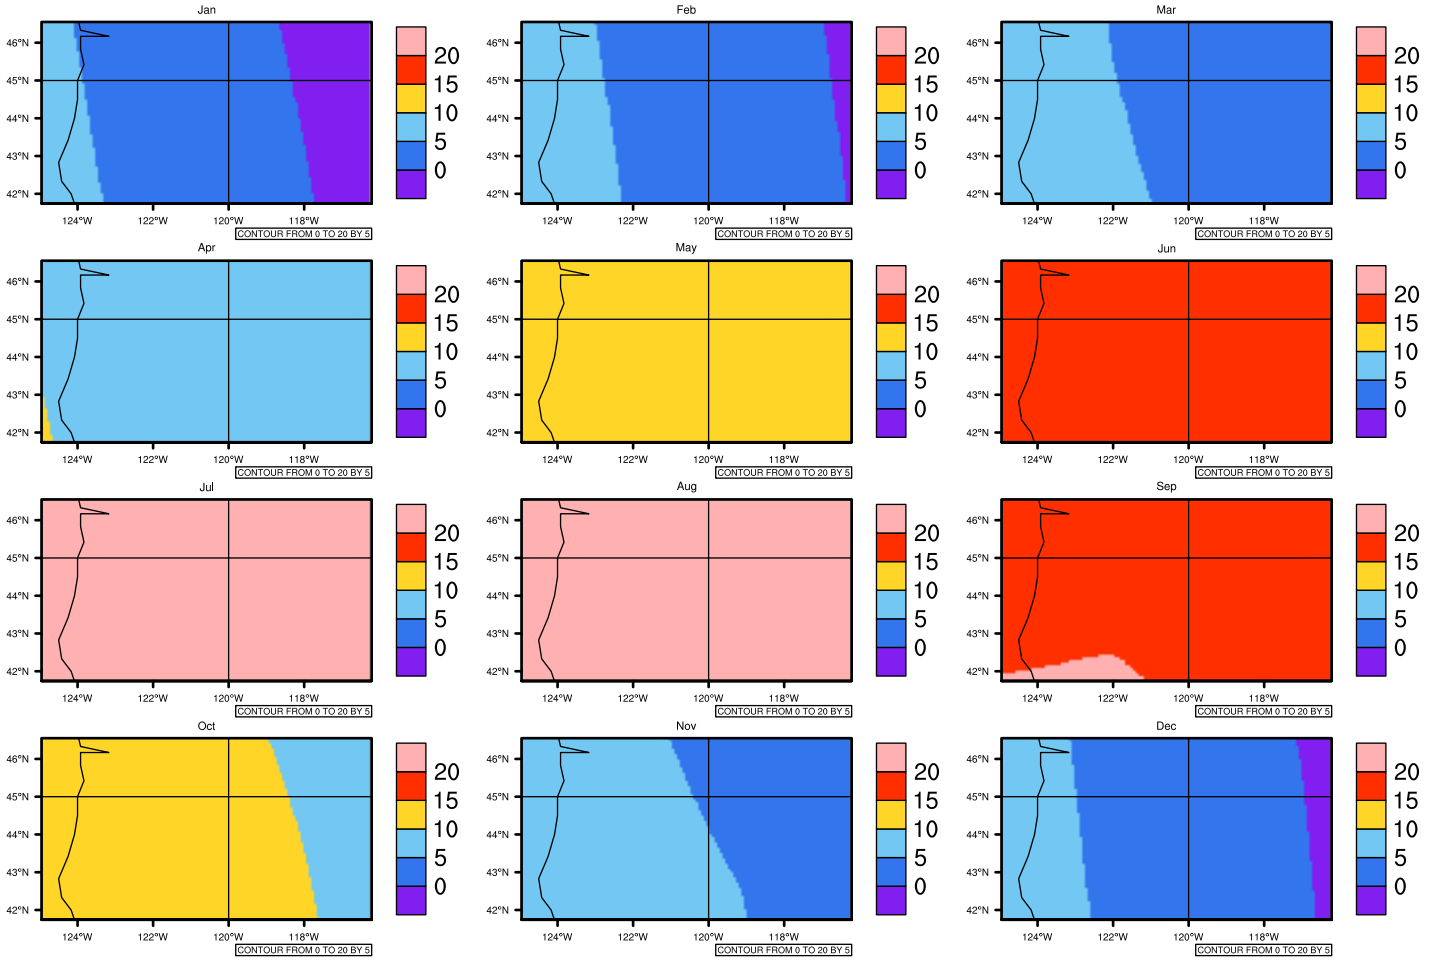 Jan Feb Mar
46°N 20 46°N 20 46°N 20
45°N 15 45°N 15 45°N 15
44°N 10 44°N 10 44°N 10
43°N 5 43°N 5 43°N 5
42°N 0 42°N 0 42°N 0
124°W 122°W 120°W 118°W 124°W 122°W 120°W 118°W 124°W 122°W 120°W 118°W
CONTOUR FROM 0 TO 20 BY 5 CONTOUR FROM 0 TO 20 BY 5 CONTOUR FROM 0 TO 20 BY 5
Apr May Jun
46°N 20 46°N 20 46°N 20
45°N 15 45°N 15 45°N 15
44°N 10 44°N 10 44°N 10
43°N 5 43°N 5 43°N 5
42°N 0 42°N 0 42°N 0
124°W 122°W 120°W 118°W 124°W 122°W 120°W 118°W 124°W 122°W 120°W 118°W
CONTOUR FROM 0 TO 20 BY 5 CONTOUR FROM 0 TO 20 BY 5 CONTOUR FROM 0 TO 20 BY 5
Jul Aug Sep
46°N 20 46°N 20 46°N 20
45°N 15 45°N 15 45°N 15
44°N 10 44°N 10 44°N 10
43°N 5 43°N 5 43°N 5
42°N 0 42°N 0 42°N 0
124°W 122°W 120°W 118°W 124°W 122°W 120°W 118°W 124°W 122°W 120°W 118°W
CONTOUR FROM 0 TO 20 BY 5 CONTOUR FROM 0 TO 20 BY 5 CONTOUR FROM 0 TO 20 BY 5
Oct Nov Dec
46°N 20 46°N 20 46°N 20
45°N 15 45°N 15 45°N 15
44°N 10 44°N 10 44°N 10
43°N 5 43°N 5 43°N 5
42°N 0 42°N 0 42°N 0
124°W 122°W 120°W 118°W 124°W 122°W 120°W 118°W 124°W 122°W 120°W 118°W
CONTOUR FROM 0 TO 20 BY 5 CONTOUR FROM 0 TO 20 BY 5 CONTOUR FROM 0 TO 20 BY 5